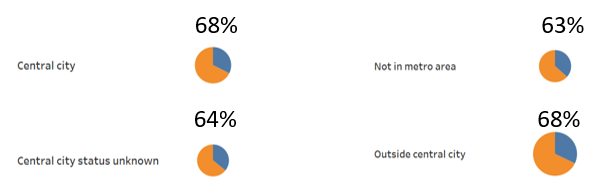 68%
63%
Central city
Not in metro area
64%
68%
Central city status unknown
Outside central city